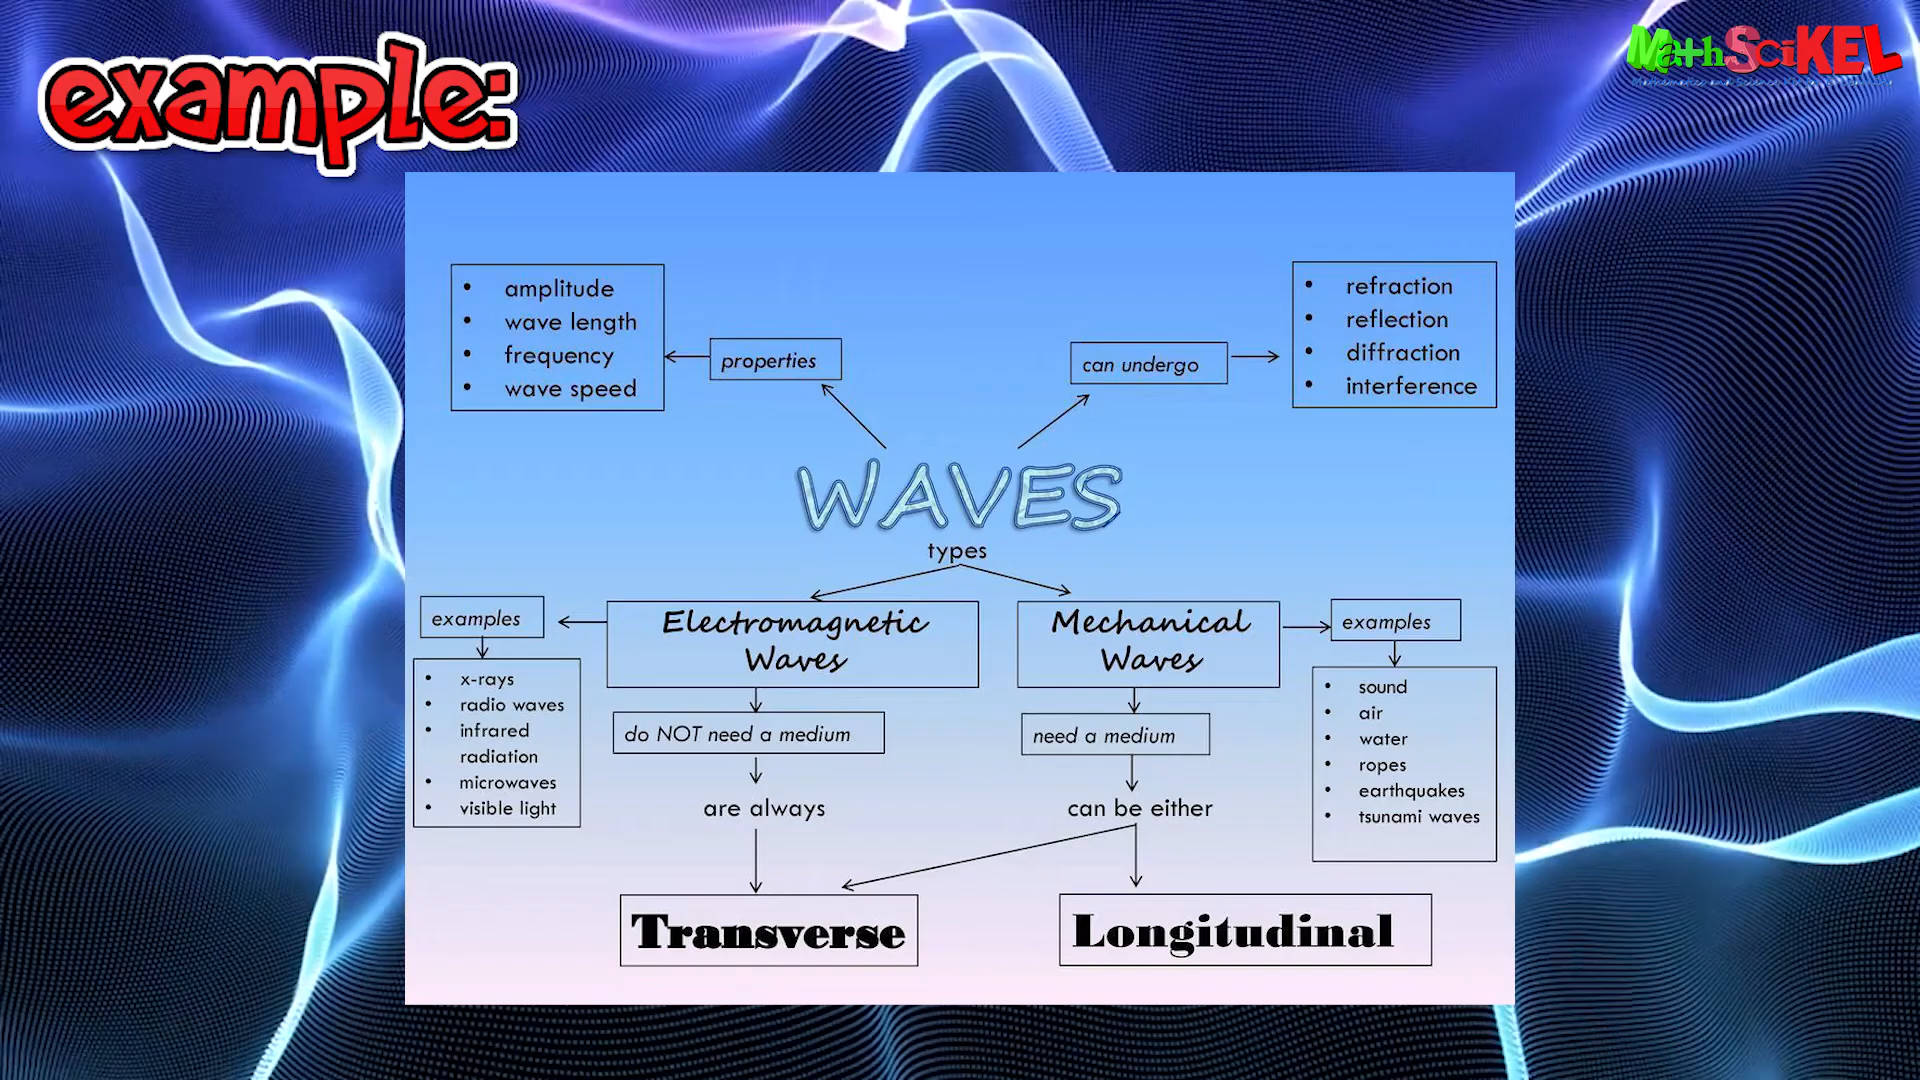 example:
MathSciKEL
• amplitude
• wave length
• frequency
• wave speed
properties
can undergo
• refraction
• reflection
• diffraction
• interference
WAVES
types
examples
Electromagnetic
Waves
Mechanical
Waves
examples
• x-rays
• radio waves
• infrared
radiation
• microwaves
• visible light
do NOT need a medium
need a medium
• sound
• air
• water
• ropes
• earthquakes
• tsunami waves
are always
can be either
Transverse
Longitudinal